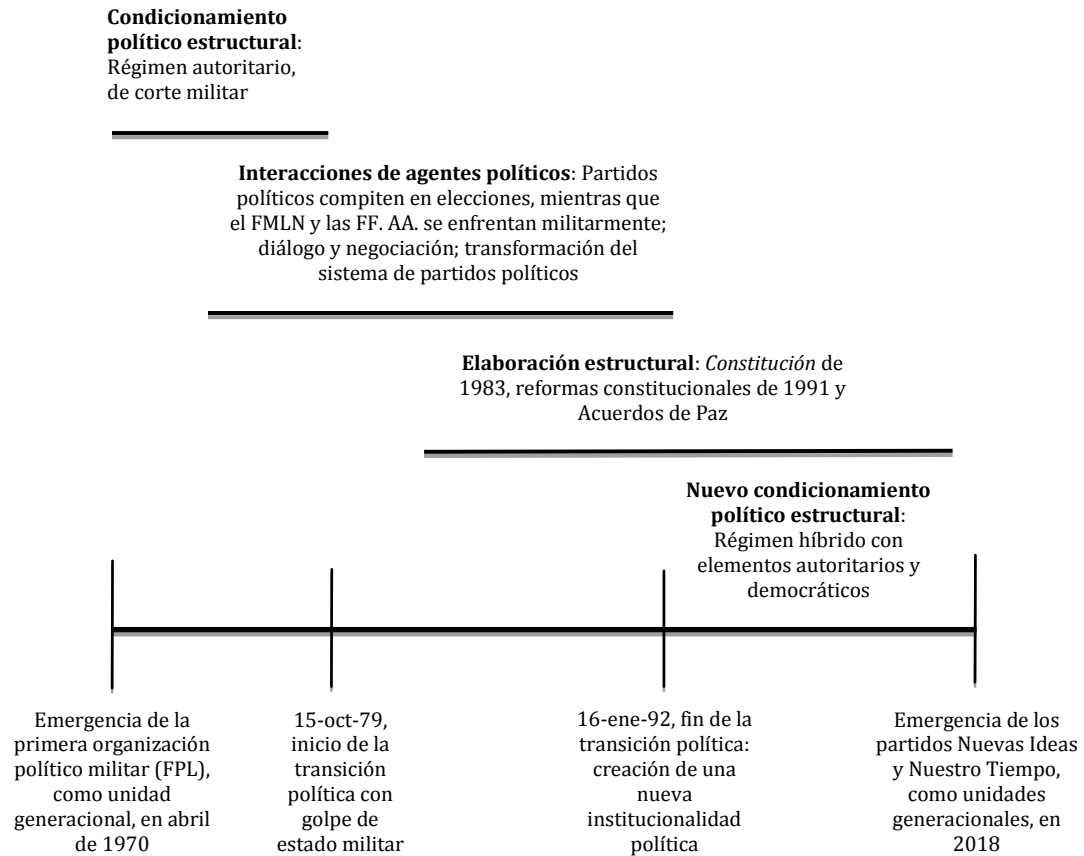 Condicionamiento
político estructural:
Régimen autoritario,
de corte militar
Interacciones de agentes políticos: Partidos
políticos compiten en elecciones, mientras que
el FMLN y las FF. AA. se enfrentan militarmente;
diálogo y negociación; transformación del
sistema de partidos políticos
Elaboración estructural: Constitución de
1983, reformas constitucionales de 1991 y
Acuerdos de Paz
Nuevo condicionamiento
político estructural:
Régimen híbrido con
elementos autoritarios y
democráticos
Emergencia de la
primera organización
político militar (FPL),
como unidad
generacional, en abril
de 1970
15-oct-79,
inicio de la
transición
política con
golpe de
estado militar
16-ene-92, fin de la
transición política:
creación de una
nueva
institucionalidad
política
Emergencia de los
partidos Nuevas Ideas
y Nuestro Tiempo,
como unidades
generacionales, en
2018